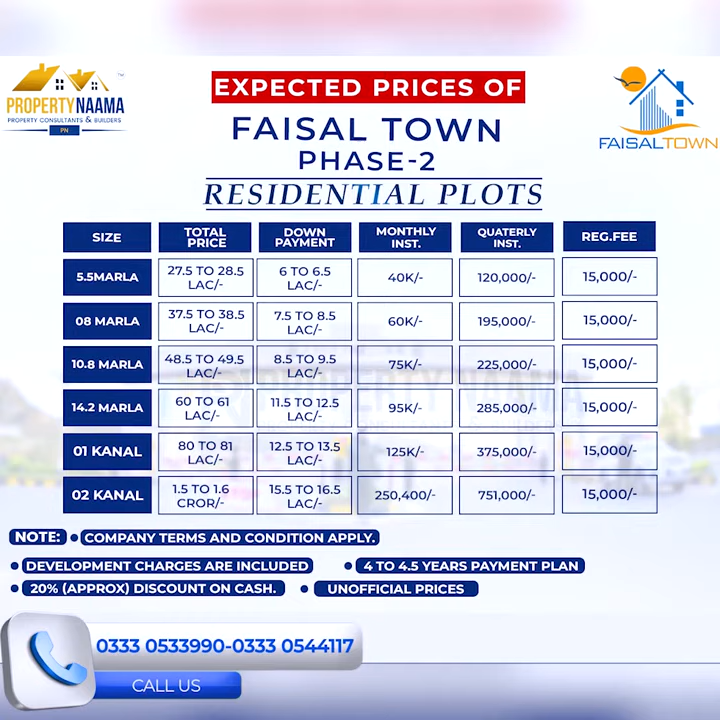 PROPERTYNAAMA
PROPERTY CONSULTANTS & BUILDERS
PN
EXPECTED PRICES OF
FAISAL TOWN
PHASE-2
RESIDENTIAL PLOTS
FAISALTOWN
SIZE TOTAL PRICE DOWN PAYMENT MONTHLY INST. QUATERLY INST. REG.FEE
5.5MARLA 27.5 TO 28.5 LAC/- 6 TO 6.5 LAC/- 40K/- 120,000/- 15,000/-
08 MARLA 37.5 TO 38.5 LAC/- 7.5 TO 8.5 LAC/- 60K/- 195,000/- 15,000/-
10.8 MARLA 48.5 TO 49.5 LAC/- 8.5 TO 9.5 LAC/- 75K/- 225,000/- 15,000/-
14.2 MARLA 60 TO 61 LAC/- 11.5 TO 12.5 LAC/- 95K/- 285,000/- 15,000/-
01 KANAL 80 TO 81 LAC/- 12.5 TO 13.5 LAC/- 125K/- 375,000/- 15,000/-
02 KANAL 1.5 TO 1.6 CROR/- 15.5 TO 16.5 LAC/- 250,400/- 751,000/- 15,000/-
PROPERTY NAAMA
NOTE: • COMPANY TERMS AND CONDITION APPLY.
• DEVELOPMENT CHARGES ARE INCLUDED • 4 TO 4.5 YEARS PAYMENT PLAN
• 20% (APPROX) DISCOUNT ON CASH. • UNOFFICIAL PRICES
0333 0533990-0333 0544117
CALL US